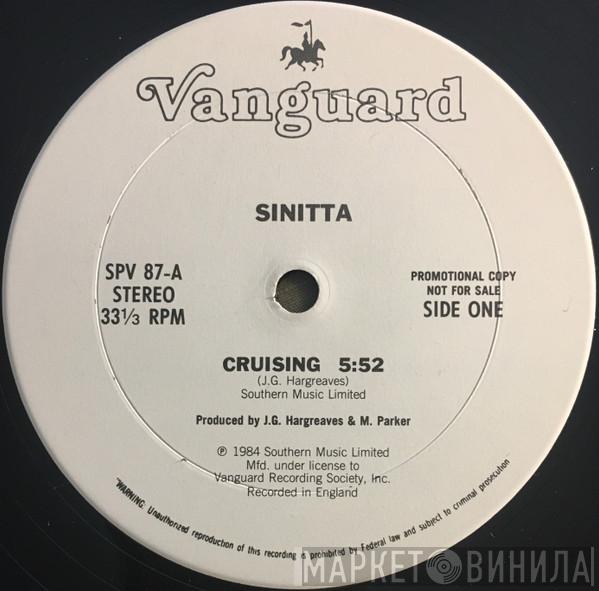 Vanguard
SINITTA
SPV 87-A
STEREO
33⅓ RPM
PROMOTIONAL COPY
NOT FOR SALE
SIDE ONE
CRUISING 5:52
(J.G. Hargreaves)
Southern Music Limited
Produced by J.G. Hargreaves & M. Parker
℗ 1984 Southern Music Limited
Mfd. under license to
Vanguard Recording Society, Inc.
Recorded in England
"WARNING: Unauthorized reproduction of this recording is prohibited by Federal law and subject to criminal prosecution"
МАРКЕТ ВИНИЛА